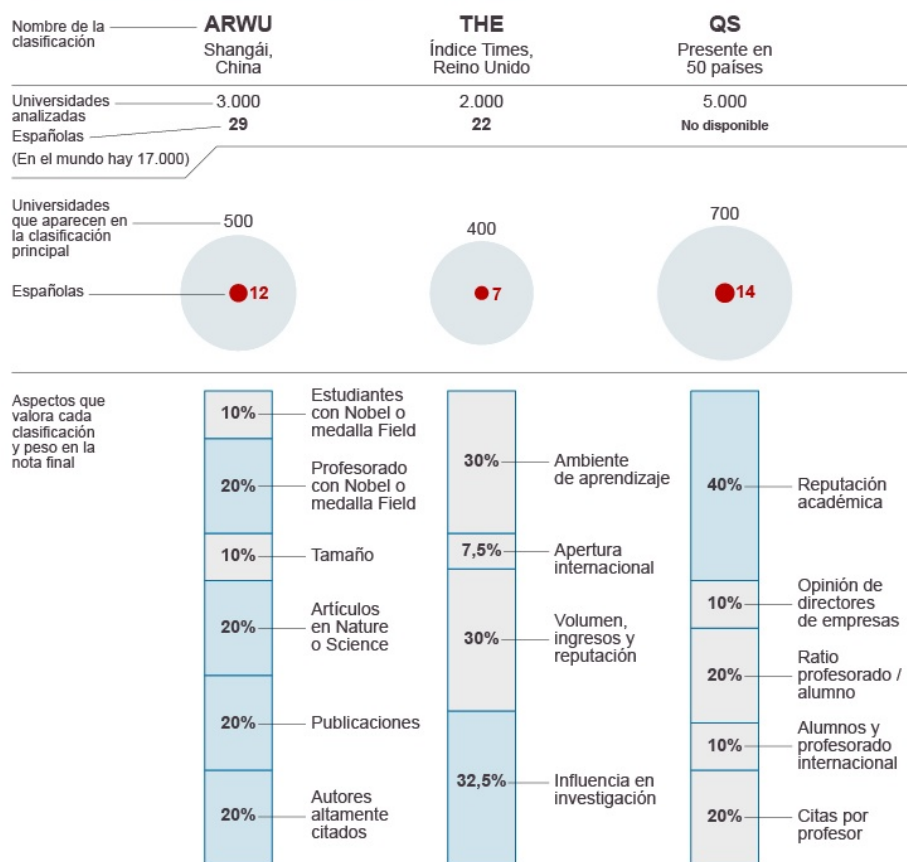 Nombre de la
clasificación
ARWU
Shangái,
China
THE
Índice Times,
Reino Unido
QS
Presente en
50 países
Universidades
analizadas
3.000
2.000
5.000
Españolas
29
22
No disponible
(En el mundo hay 17.000)
Universidades
que aparecen en
la clasificación
principal
500
400
700
Españolas
12
7
14
Aspectos que
valora cada
clasificación
y peso en la
nota final
10%
Estudiantes
con Nobel o
medalla Field
20%
Profesorado
con Nobel o
medalla Field
10%
Tamaño
20%
Artículos
en Nature
o Science
20%
Publicaciones
20%
Autores
altamente
citados
30%
Ambiente
de aprendizaje
7,5%
Apertura
internacional
30%
Volumen,
ingresos y
reputación
32,5%
Influencia en
investigación
40%
Reputación
académica
10%
Opinión de
directores
de empresas
20%
Ratio
profesorado /
alumno
10%
Alumnos y
profesorado
internacional
20%
Citas por
profesor